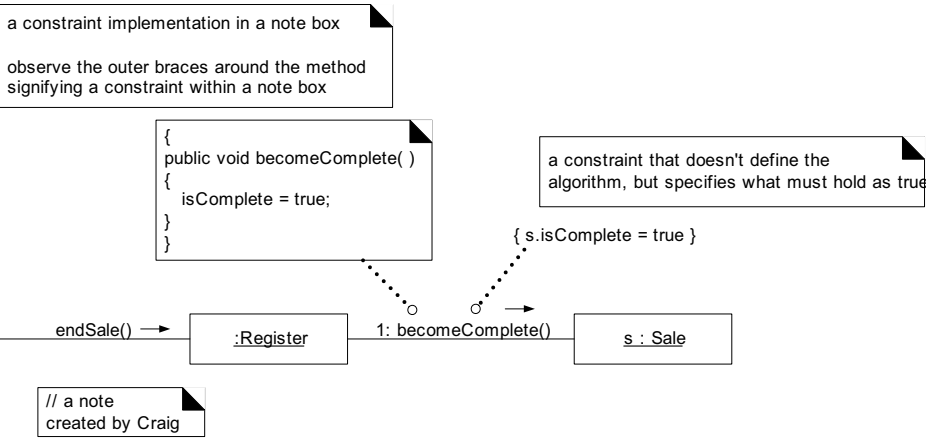 a constraint implementation in a note box
observe the outer braces around the method
signifying a constraint within a note box
{
public void becomeComplete( )
{
isComplete = true;
}
}
a constraint that doesn't define the
algorithm, but specifies what must hold as true
{ s.isComplete = true }
endSale()
:Register
1: becomeComplete()
s : Sale
// a note
created by Craig